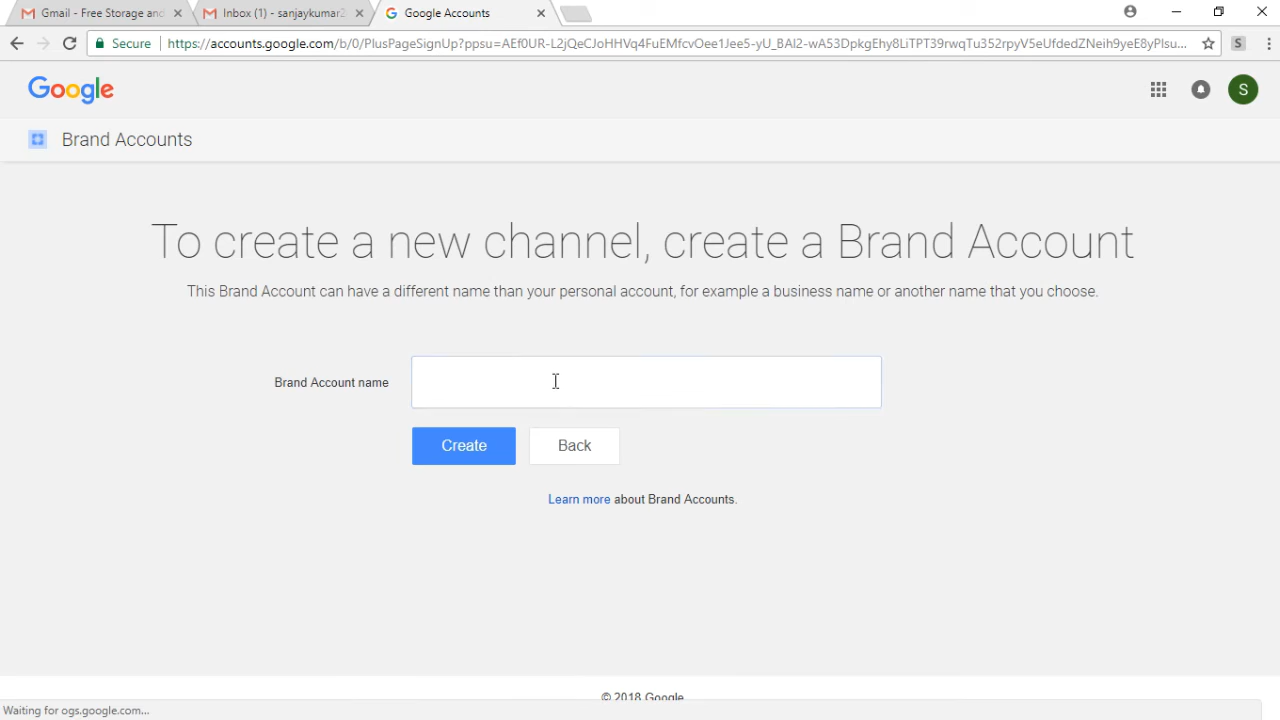 Gmail - Free Storage and
Inbox (1) - sanjaykumar2
Google Accounts
Secure
https://accounts.google.com/b/0/PlusPageSignUp?ppsu=AEf0UR-L2jQeCJoHHVq4FuEMfcvOee1Jee5-yU_BAI2-wA53DpkgEhy8LiTPT39rwqTu352rpyV5eUfdedZNeih9yeE8yPlsu...
S
Google
S
Brand Accounts
To create a new channel, create a Brand Account
This Brand Account can have a different name than your personal account, for example a business name or another name that you choose.
Brand Account name
Create
Back
Learn more about Brand Accounts.
© 2018 Google
Waiting for ogs.google.com...